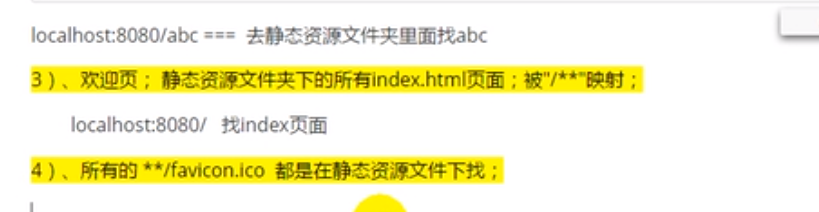 localhost:8080/abc === 去静态资源文件夹里面找abc
3）、欢迎页； 静态资源文件夹下的所有index.html页面；被"/**"映射；
localhost:8080/ 找index页面
4）、所有的 **/favicon.ico 都是在静态资源文件下找；